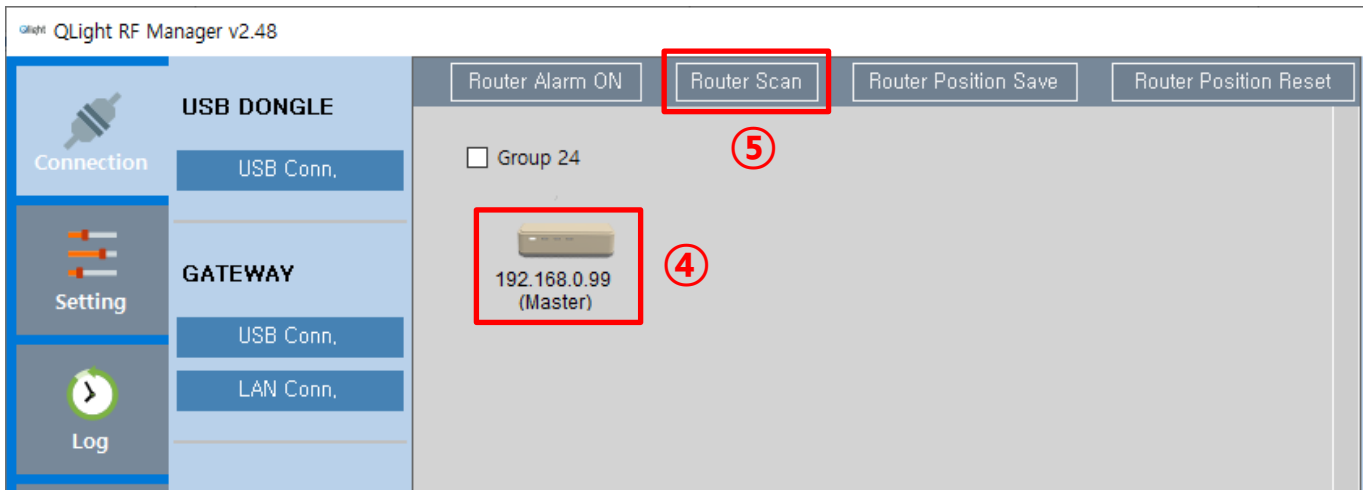 Qlight QLight RF Manager v2.48
Router Alarm ON
Router Scan
Router Position Save
Router Position Reset
Connection
USB DONGLE
USB Conn,
⑤
Group 24
④
192.168.0.99
(Master)
Setting
GATEWAY
USB Conn,
LAN Conn,
Log